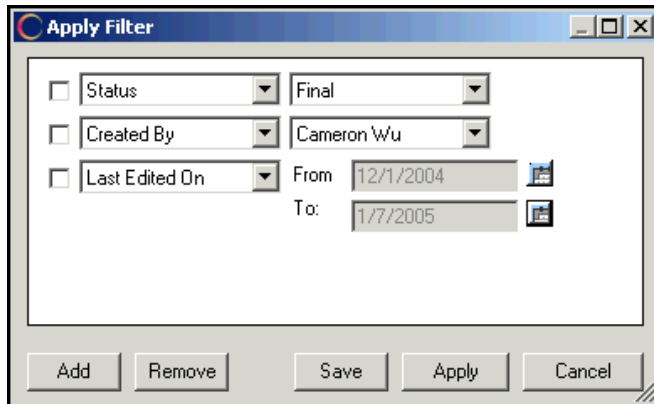 Apply Filter
Status Final
Created By Cameron Wu
Last Edited On From 12/1/2004
To: 1/7/2005
Add Remove Save Apply Cancel